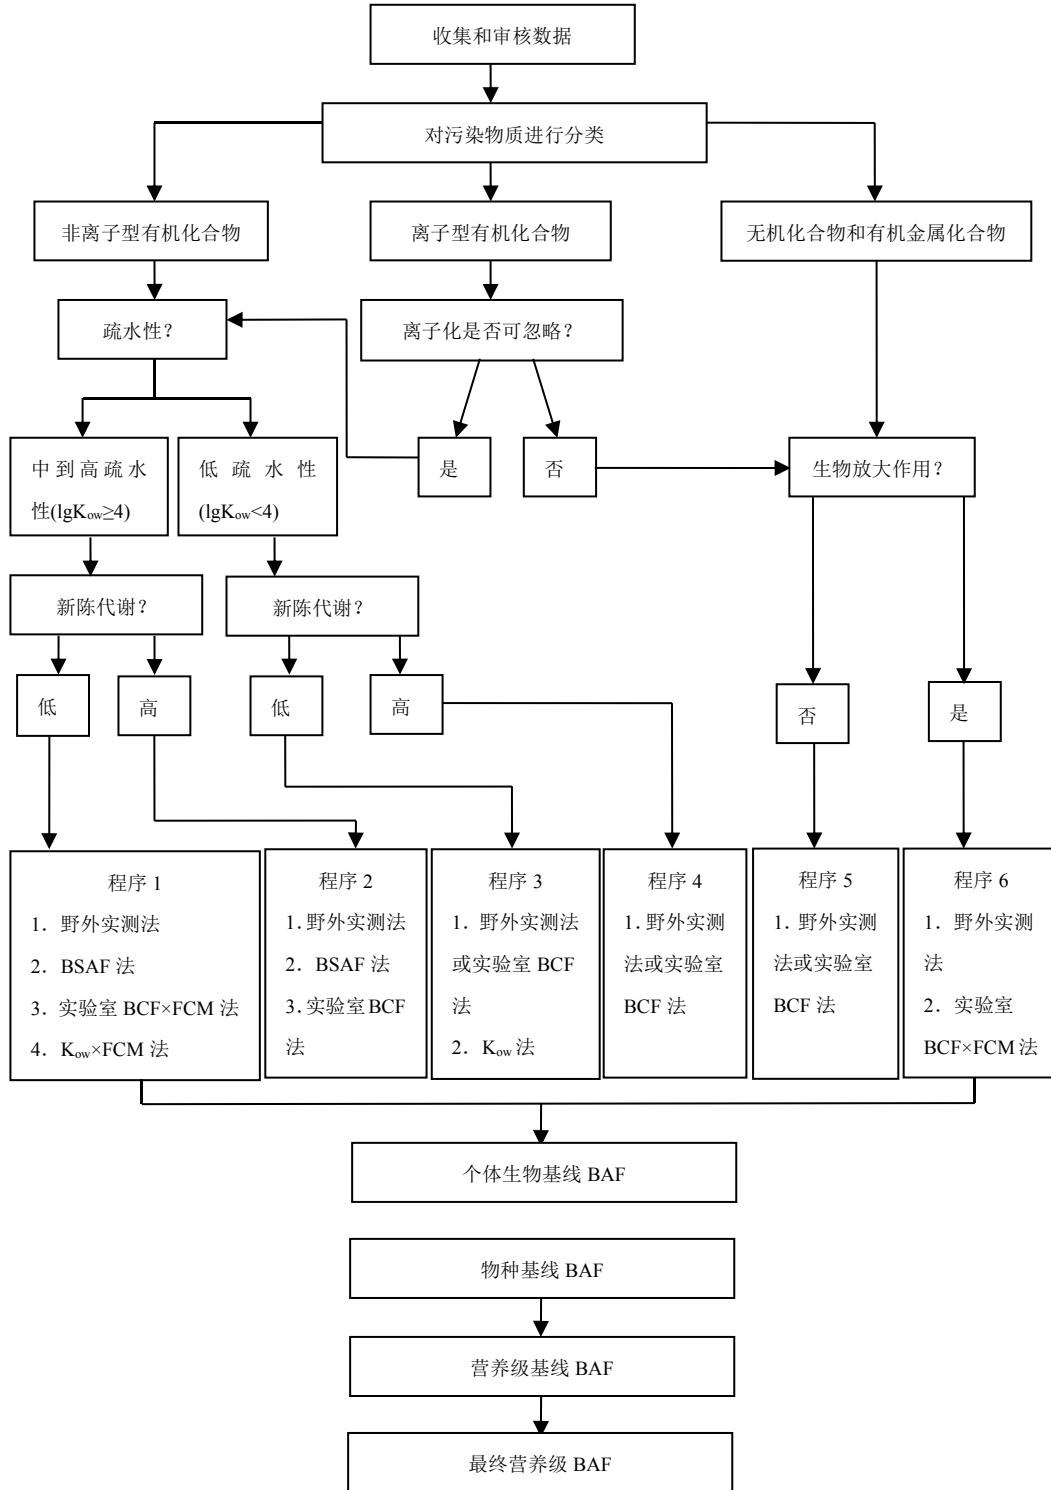 收集和审核数据
对污染物质进行分类
非离子型有机化合物
离子型有机化合物
无机化合物和有机金属化合物
疏水性？
离子化是否可忽略？
中到高疏水
性(lgKow≥4)
低疏水性
(lgKow<4)
是
否
生物放大作用？
新陈代谢？
新陈代谢？
低
高
低
高
否
是
程序 1
1．野外实测法
2．BSAF 法
3．实验室 BCF×FCM 法
4．Kow×FCM 法
程序 2
1.野外实测法
2．BSAF 法
3.实验室 BCF
法
程序 3
1．野外实测法
或实验室 BCF
法
2．Kow 法
程序 4
1.野外实测
法或实验室
BCF 法
程序 5
1.野外实测
法或实验室
BCF 法
程序 6
1．野外实测
法
2．实验室
BCF×FCM 法
个体生物基线 BAF
物种基线 BAF
营养级基线 BAF
最终营养级 BAF